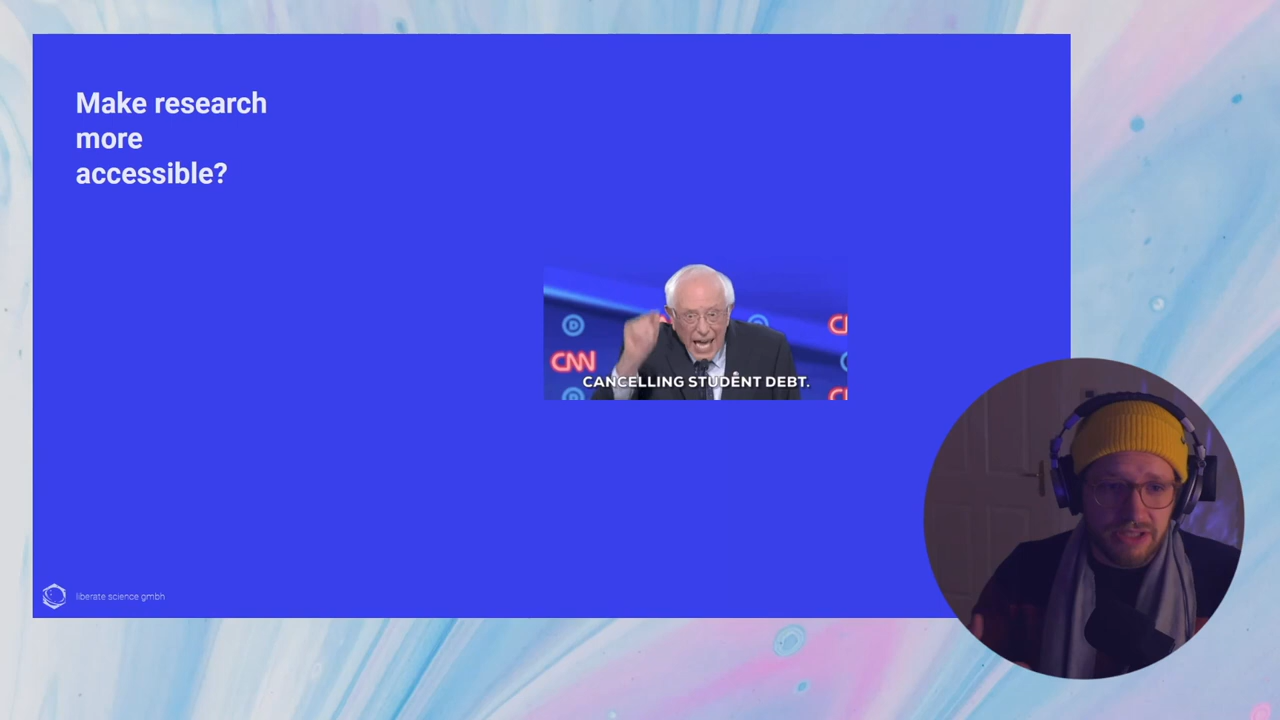 Make research
more
accessible?
CNN
CANCELLING STUDENT DEBT.
liberate science gmbh